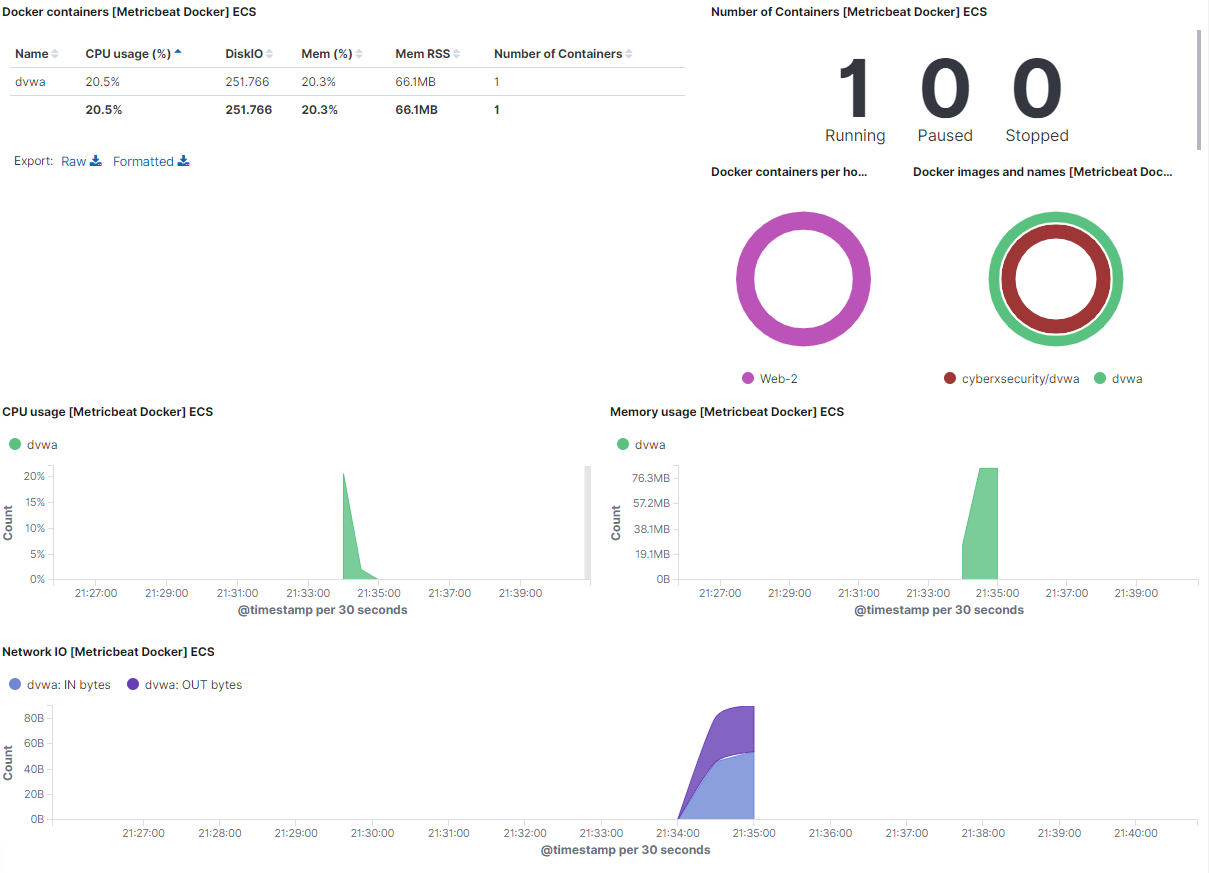 Docker containers [Metricbeat Docker] ECS
Name CPU usage (%) DiskIO Mem (%) Mem RSS Number of Containers
dvwa 20.5% 251.766 20.3% 66.1MB 1
20.5% 251.766 20.3% 66.1MB 1
Export: Raw Formatted
Number of Containers [Metricbeat Docker] ECS
1 0 0
Running Paused Stopped
Docker containers per ho...
Web-2
Docker images and names [Metricbeat Doc...
cyberxsecurity/dvwa dvwa
CPU usage [Metricbeat Docker] ECS
dvwa
Count
20%
15%
10%
5%
0%
21:27:00 21:29:00 21:31:00 21:33:00 21:35:00 21:37:00 21:39:00
@timestamp per 30 seconds
Memory usage [Metricbeat Docker] ECS
dvwa
Count
76.3MB
57.2MB
38.1MB
19.1MB
0B
21:27:00 21:29:00 21:31:00 21:33:00 21:35:00 21:37:00 21:39:00
@timestamp per 30 seconds
Network IO [Metricbeat Docker] ECS
dvwa: IN bytes dvwa: OUT bytes
Count
80B
60B
40B
20B
0B
21:27:00 21:28:00 21:29:00 21:30:00 21:31:00 21:32:00 21:33:00 21:34:00 21:35:00 21:36:00 21:37:00 21:38:00 21:39:00 21:40:00
@timestamp per 30 seconds